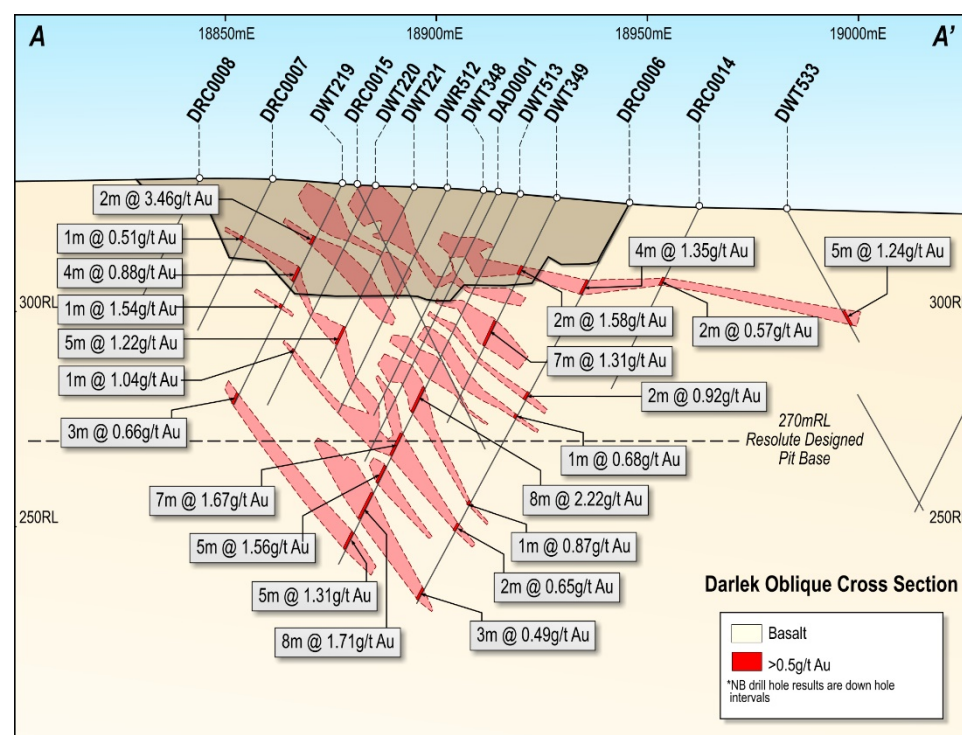 A
18850mE
18900mE
18950mE
19000mE
A'
DRC0008
DRC0007
DWT219
DRC0015
DWT220
DWT221
DWR512
DWT348
DAD0001
DWT513
DWT349
DRC0006
DRC0014
DWT533
2m @ 3.46g/t Au
1m @ 0.51g/t Au
4m @ 0.88g/t Au
1m @ 1.54g/t Au
5m @ 1.22g/t Au
1m @ 1.04g/t Au
3m @ 0.66g/t Au
7m @ 1.67g/t Au
5m @ 1.56g/t Au
5m @ 1.31g/t Au
8m @ 1.71g/t Au
4m @ 1.35g/t Au
5m @ 1.24g/t Au
2m @ 1.58g/t Au
2m @ 0.57g/t Au
7m @ 1.31g/t Au
2m @ 0.92g/t Au
1m @ 0.68g/t Au
8m @ 2.22g/t Au
1m @ 0.87g/t Au
2m @ 0.65g/t Au
3m @ 0.49g/t Au
300RL
300RL
250RL
250RL
270mRL
Resolute Designed
Pit Base
Darlek Oblique Cross Section
Basalt
>0.5g/t Au
*NB drill hole results are down hole
intervals